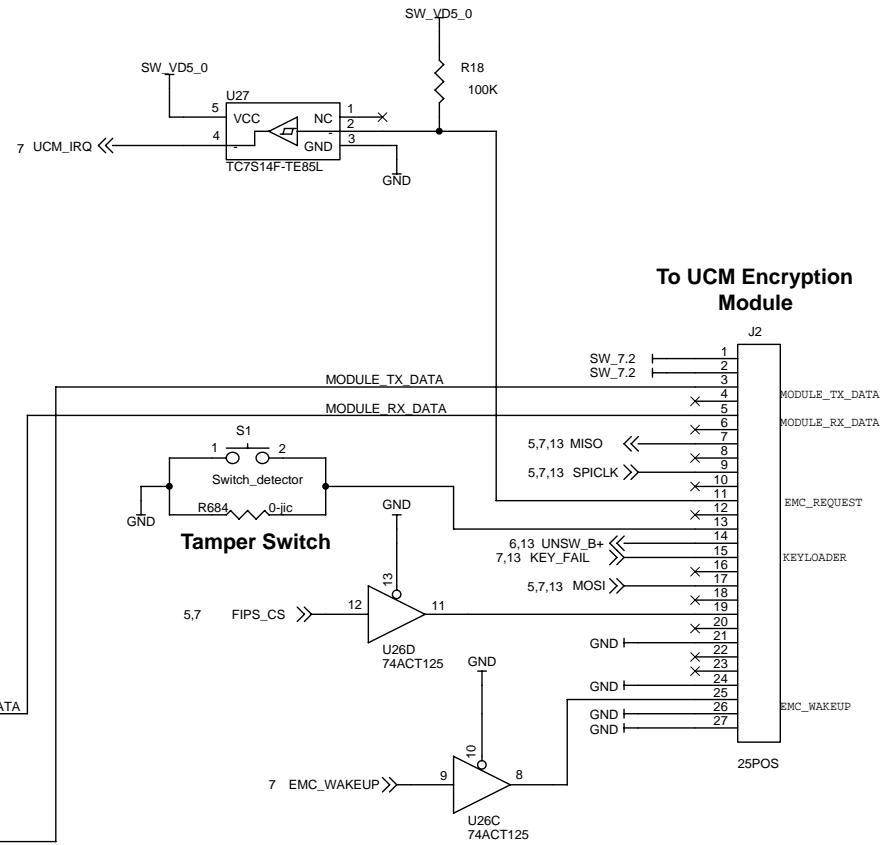 SW_VD5_0
R18
100K
SW_VD5_0
U27
5 VCC NC 1
2
4 - - GND 3
7 UCM_IRQ
TC7S14F-TE85L
GND
To UCM Encryption
Module
J2
SW_7.2 1
SW_7.2 2
MODULE_TX_DATA 3
4 MODULE_TX_DATA
MODULE_RX_DATA 5
6 MODULE_RX_DATA
5,7,13 MISO 7
8
5,7,13 SPICLK 9
10
11 EMC_REQUEST
12
13
6,13 UNSW_B+ 14
7,13 KEY_FAIL 15 KEYLOADER
16
5,7,13 MOSI 17
18
19
20
GND 21
22
23
GND 24
25
GND 26 EMC_WAKEUP
GND 27
25POS
S1
1 2
Switch_detector
R684 0-jic
GND
Tamper Switch
GND
13
5,7 FIPS_CS 12 11
U26D
74ACT125
GND
10
7 EMC_WAKEUP 9 8
U26C
74ACT125
ATA